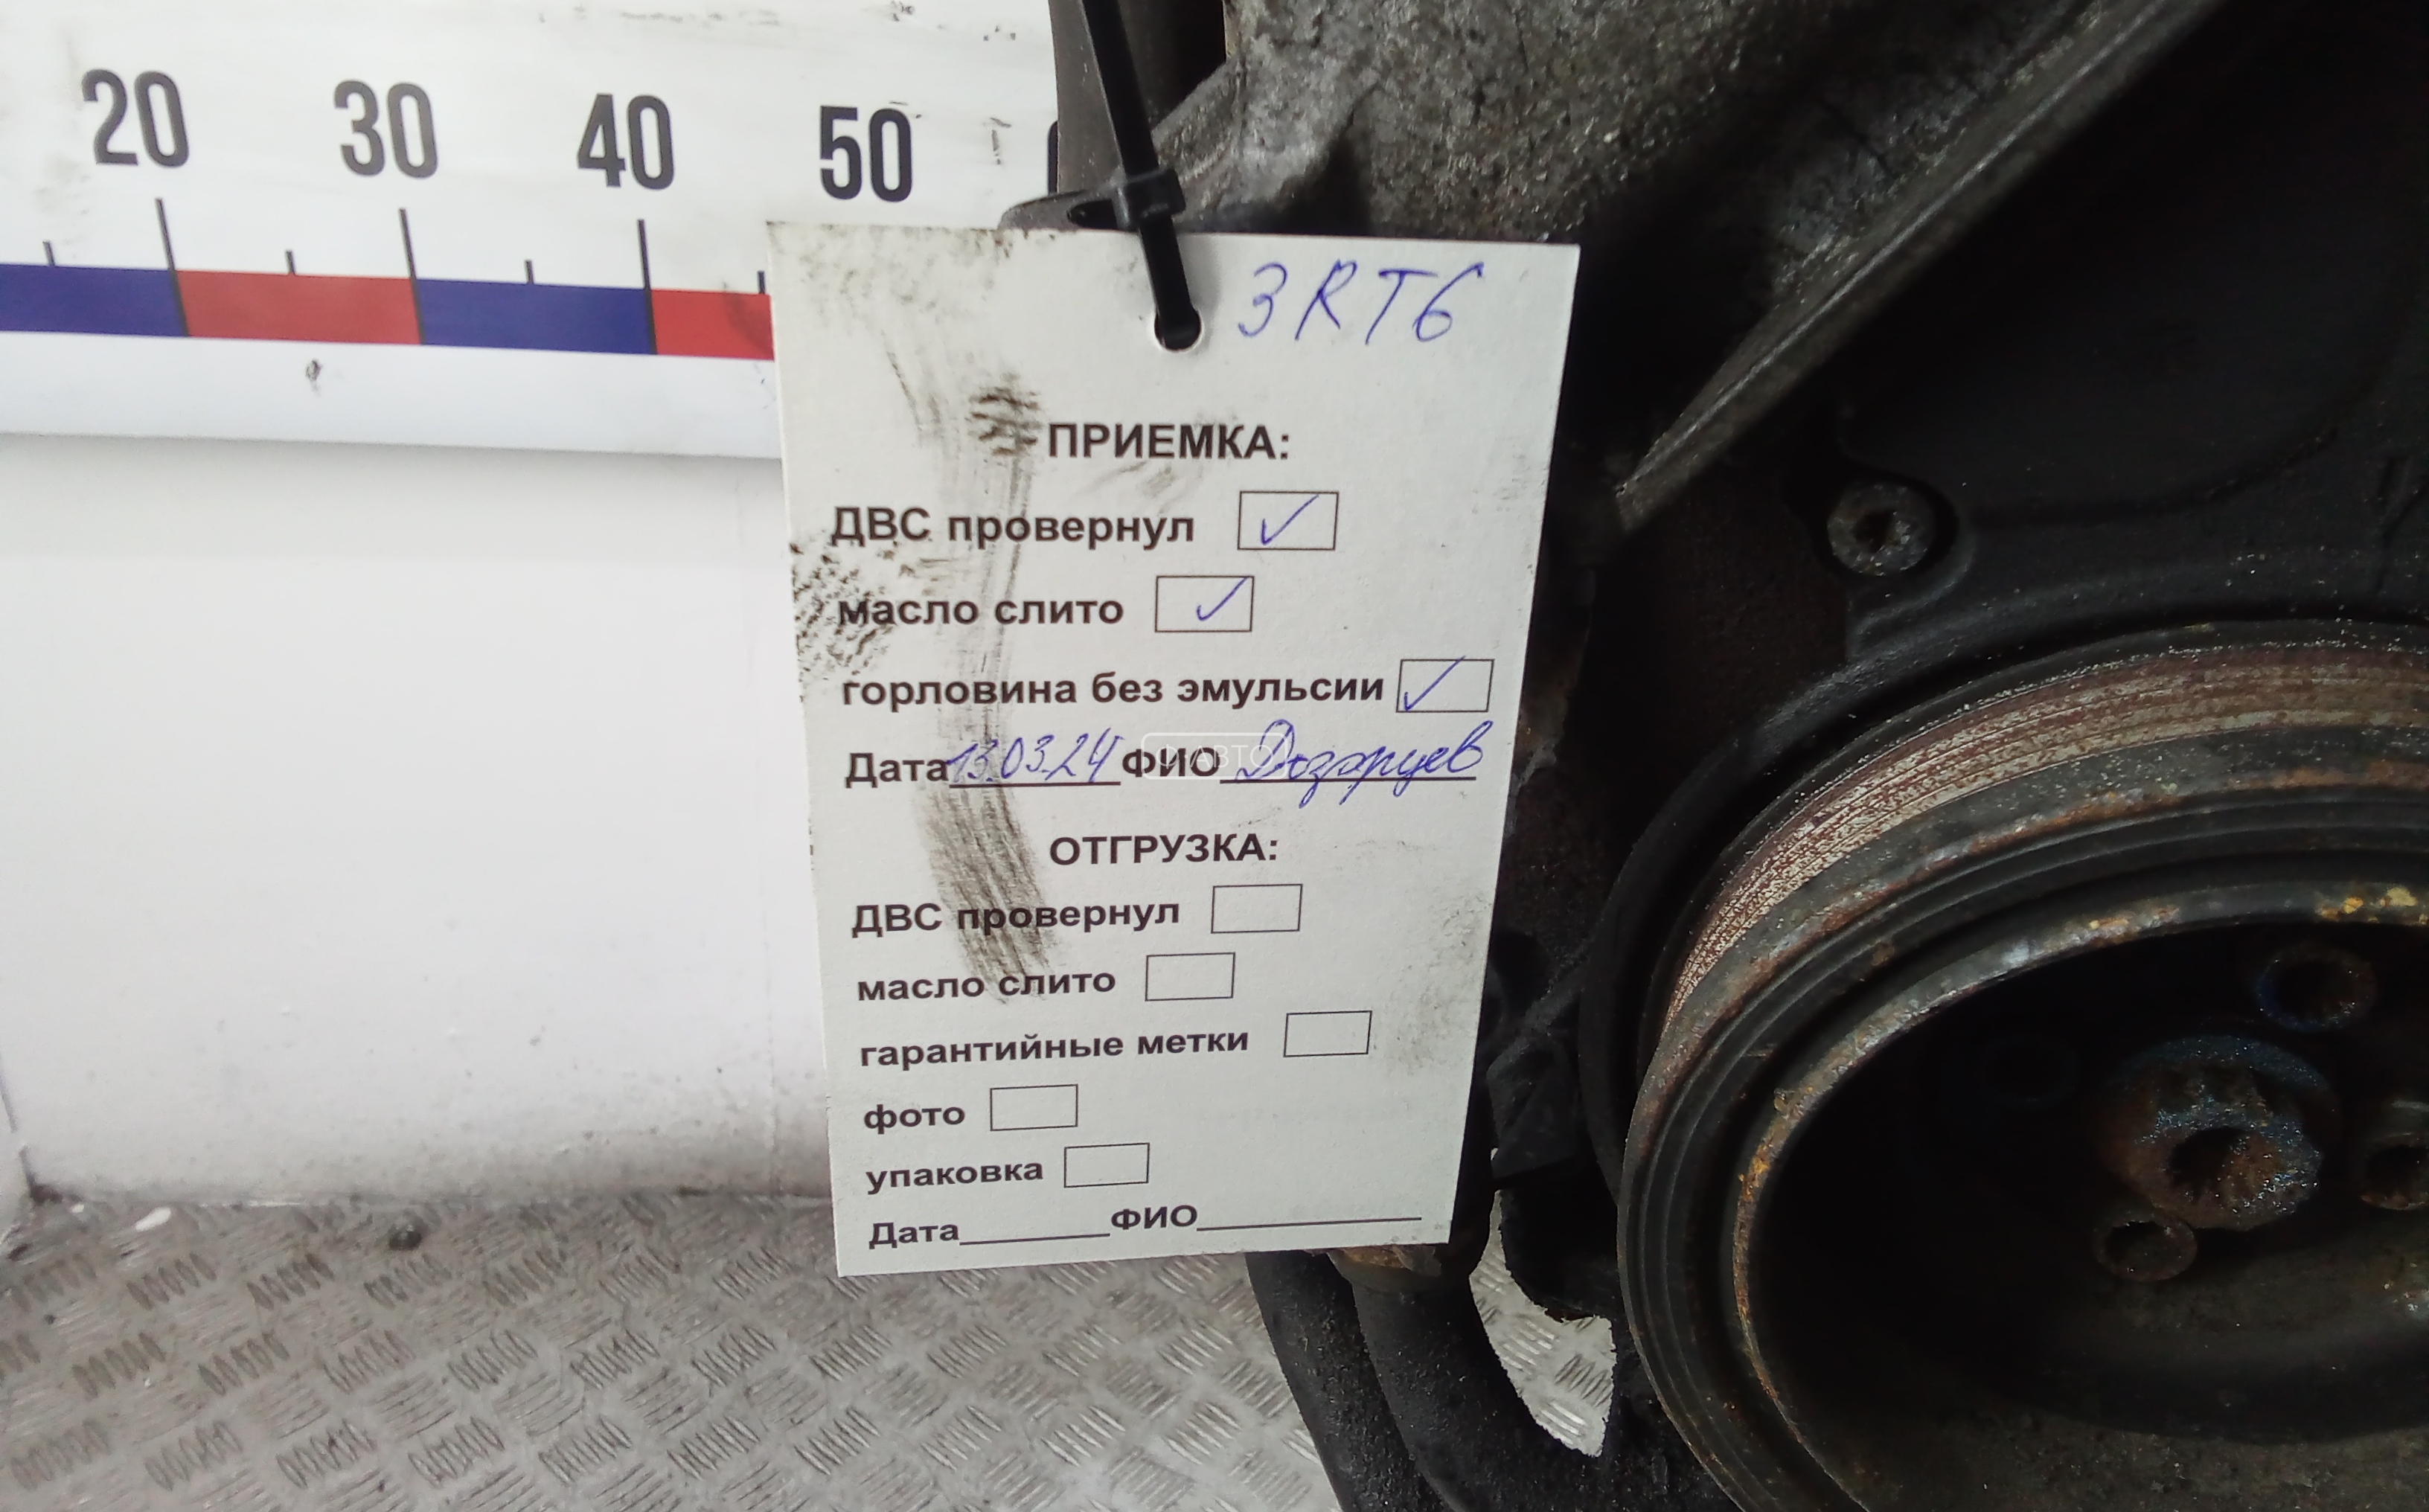 20 30 40 50
3RT6
ПРИЕМКА:
ДВС провернул
масло слито
горловина без эмульсии
Дата 13.03.24 ФИО
ОТГРУЗКА:
ДВС провернул
масло слито
гарантийные метки
фото
упаковка
Дата ФИО